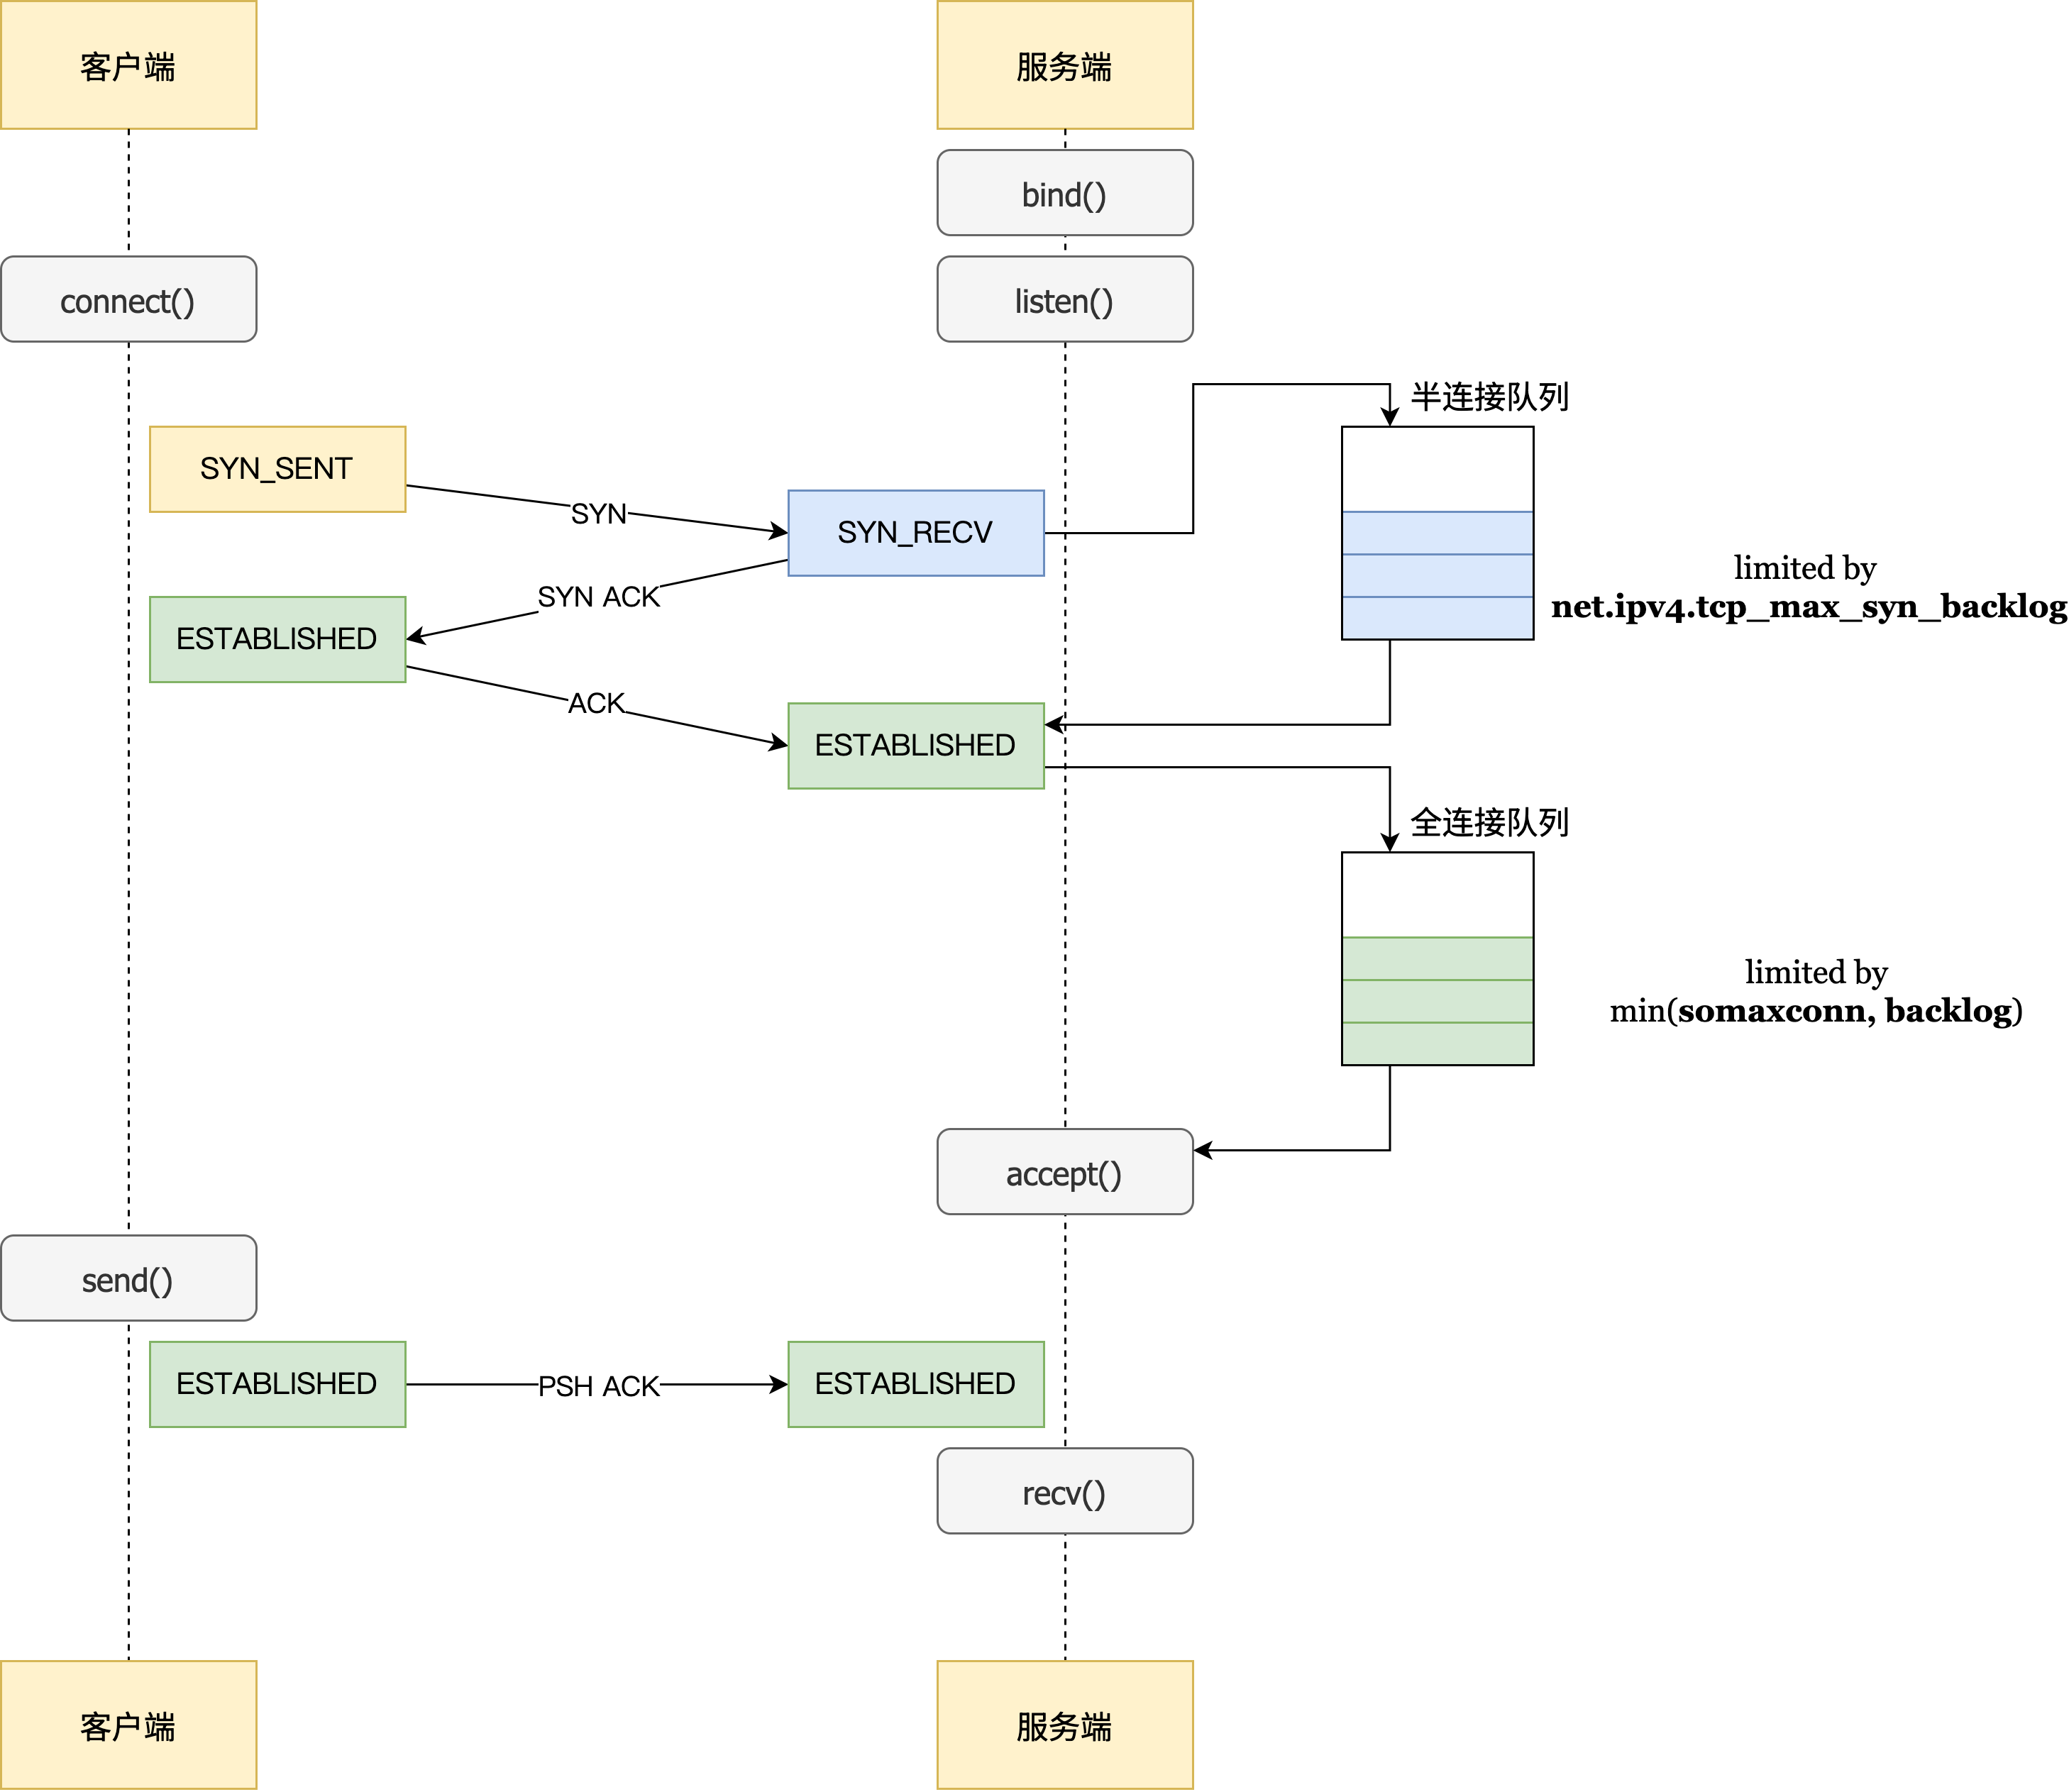 客户端
服务端
bind()
connect()
listen()
半连接队列
SYN_SENT
SYN
SYN_RECV
limited by
net.ipv4.tcp_max_syn_backlog
SYN ACK
ESTABLISHED
ACK
ESTABLISHED
全连接队列
limited by
min(somaxconn, backlog)
accept()
send()
ESTABLISHED
PSH ACK
ESTABLISHED
recv()
客户端
服务端